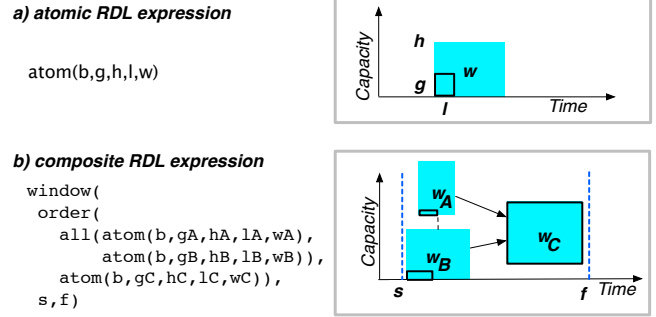 a) atomic RDL expression
atom(b,g,h,l,w)
Capacity
h
g
w
l
Time
b) composite RDL expression
window(
order(
all(atom(b,gA,hA,lA,wA),
atom(b,gB,hB,lB,wB)),
atom(b,gC,hC,lC,wC)),
s,f)
Capacity
wA
wB
wC
s
f
Time